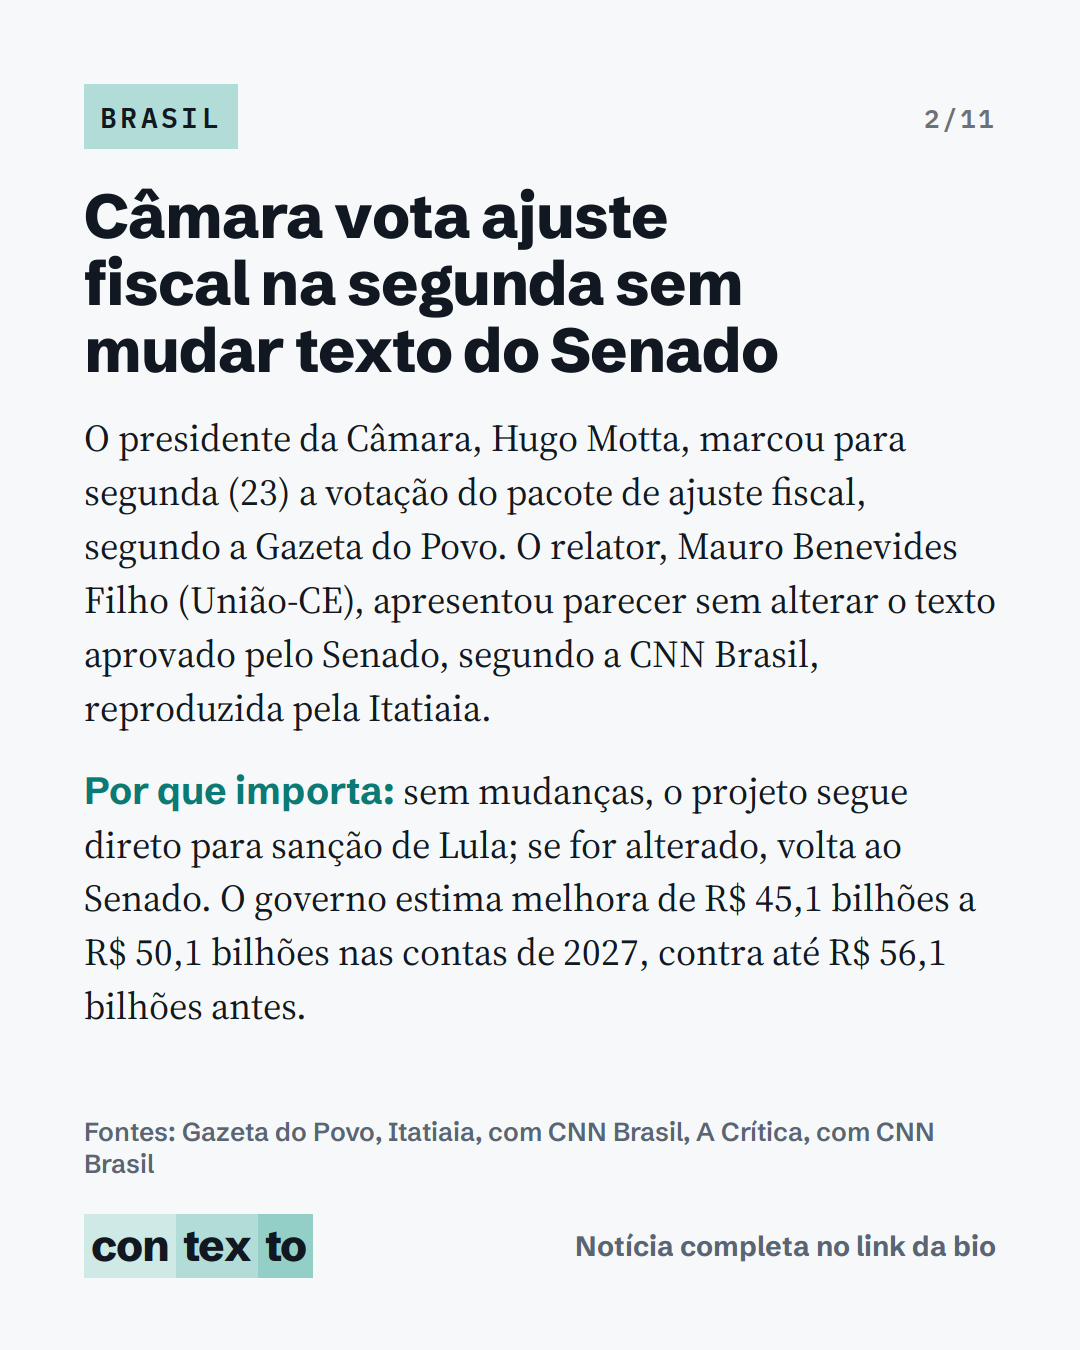 BRASIL
2/11
Câmara vota ajuste
fiscal na segunda sem
mudar texto do Senado
O presidente da Câmara, Hugo Motta, marcou para
segunda (23) a votação do pacote de ajuste fiscal,
segundo a Gazeta do Povo. O relator, Mauro Benevides
Filho (União-CE), apresentou parecer sem alterar o texto
aprovado pelo Senado, segundo a CNN Brasil,
reproduzida pela Itatiaia.
Por que importa: sem mudanças, o projeto segue
direto para sanção de Lula; se for alterado, volta ao
Senado. O governo estima melhora de R$ 45,1 bilhões a
R$ 50,1 bilhões nas contas de 2027, contra até R$ 56,1
bilhões antes.
Fontes: Gazeta do Povo, Itatiaia, com CNN Brasil, A Crítica, com CNN
Brasil
con tex to
Notícia completa no link da bio